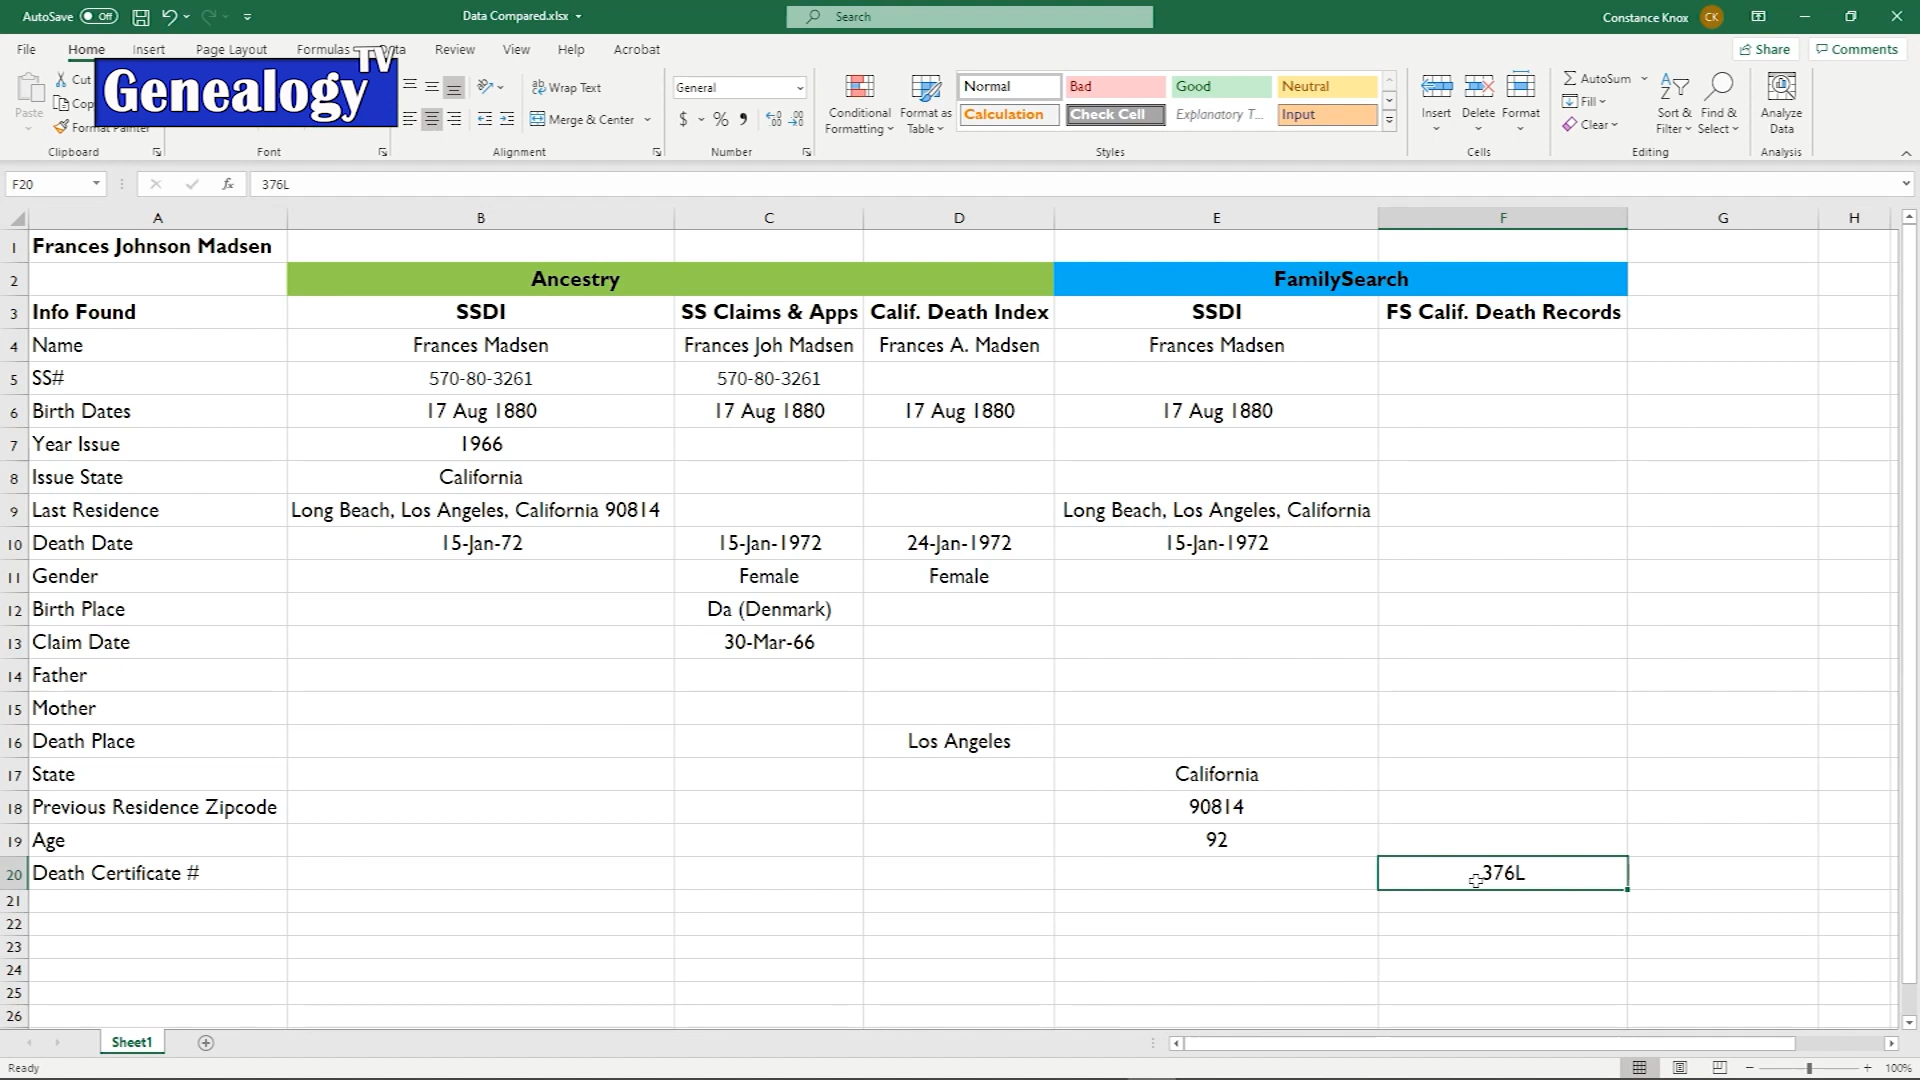 AutoSave Off Data Compared.xlsx Search Constance Knox CK
File Home Insert Page Layout Formulas Data Review View Help Acrobat Share Comments
Genealogy TV
Paste Cut
Format Painter
Clipboard Font
Wrap Text
Merge & Center
Alignment
General
$ % 9
Number
Conditional Formatting Format as Table
Normal Bad Good Neutral
Calculation Check Cell Explanatory T... Input
Styles
Insert Delete Format
Cells
AutoSum
Fill
Clear
Sort & Filter Find & Select
Editing
Analyze Data
Analysis
F20 fx 376L
A B C D E F G H
1 Frances Johnson Madsen
2 Ancestry FamilySearch
3 Info Found SSDI SS Claims & Apps Calif. Death Index SSDI FS Calif. Death Records
4 Name Frances Madsen Frances Joh Madsen Frances A. Madsen Frances Madsen
5 SS# 570-80-3261 570-80-3261
6 Birth Dates 17 Aug 1880 17 Aug 1880 17 Aug 1880 17 Aug 1880
7 Year Issue 1966
8 Issue State California
9 Last Residence Long Beach, Los Angeles, California 90814 Long Beach, Los Angeles, California
10 Death Date 15-Jan-72 15-Jan-1972 24-Jan-1972 15-Jan-1972
11 Gender Female Female
12 Birth Place Da (Denmark)
13 Claim Date 30-Mar-66
14 Father
15 Mother
16 Death Place Los Angeles
17 State California
18 Previous Residence Zipcode 90814
19 Age 92
20 Death Certificate # 376L
21
22
23
24
25
26
Sheet1
Ready 100%